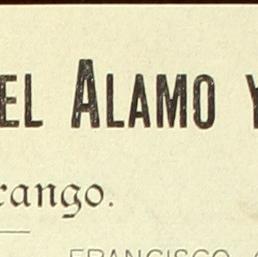 EL ALAMO Y
rango.
FRANCISCO